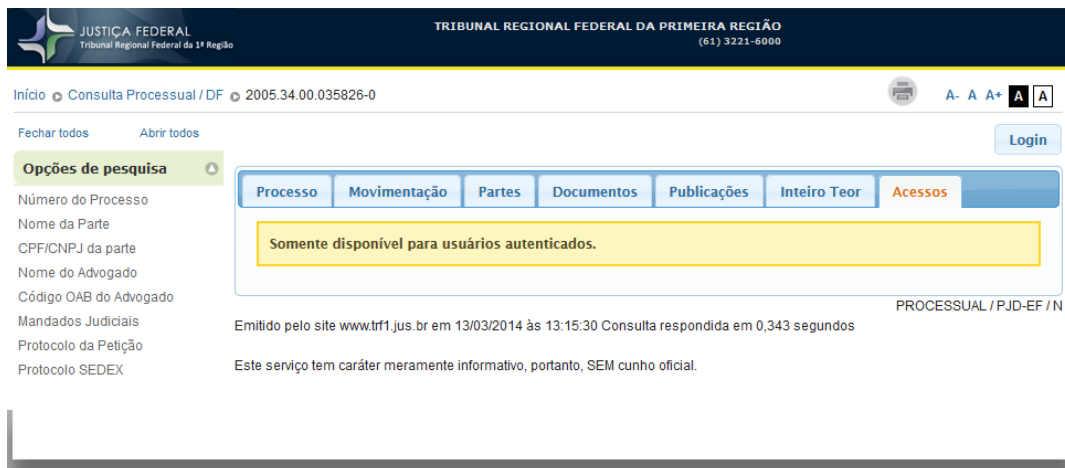 JUSTIÇA FEDERAL
Tribunal Regional Federal da 1ª Região
TRIBUNAL REGIONAL FEDERAL DA PRIMEIRA REGIÃO
(61) 3221-6000
Início Consulta Processual / DF 2005.34.00.035826-0
A- A A+ A A
Fechar todos Abrir todos
Login
Opções de pesquisa
Número do Processo
Nome da Parte
CPF/CNPJ da parte
Nome do Advogado
Código OAB do Advogado
Mandados Judiciais
Protocolo da Petição
Protocolo SEDEX
Processo Movimentação Partes Documentos Publicações Inteiro Teor Acessos
Somente disponível para usuários autenticados.
PROCESSUAL / PJD-EF / N
Emitido pelo site www.trf1.jus.br em 13/03/2014 às 13:15:30 Consulta respondida em 0,343 segundos
Este serviço tem caráter meramente informativo, portanto, SEM cunho oficial.